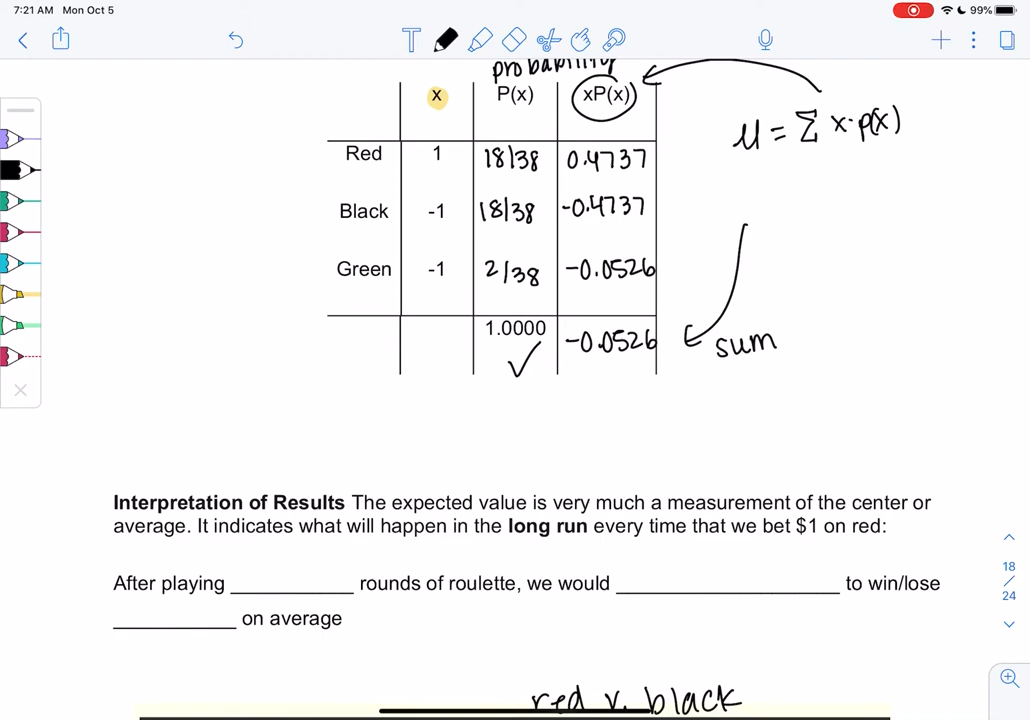 7:21 AM Mon Oct 5
99%
probability
x P(x) xP(x)
μ = Σ x·p(x)
Red 1 18/38 0.4737
Black -1 18/38 -0.4737
Green -1 2/38 -0.0526
1.0000 -0.0526
sum
Interpretation of Results The expected value is very much a measurement of the center or
average. It indicates what will happen in the long run every time that we bet $1 on red:
After playing ____________ rounds of roulette, we would ______________________ to win/lose
____________ on average
18
/
24
red v. black